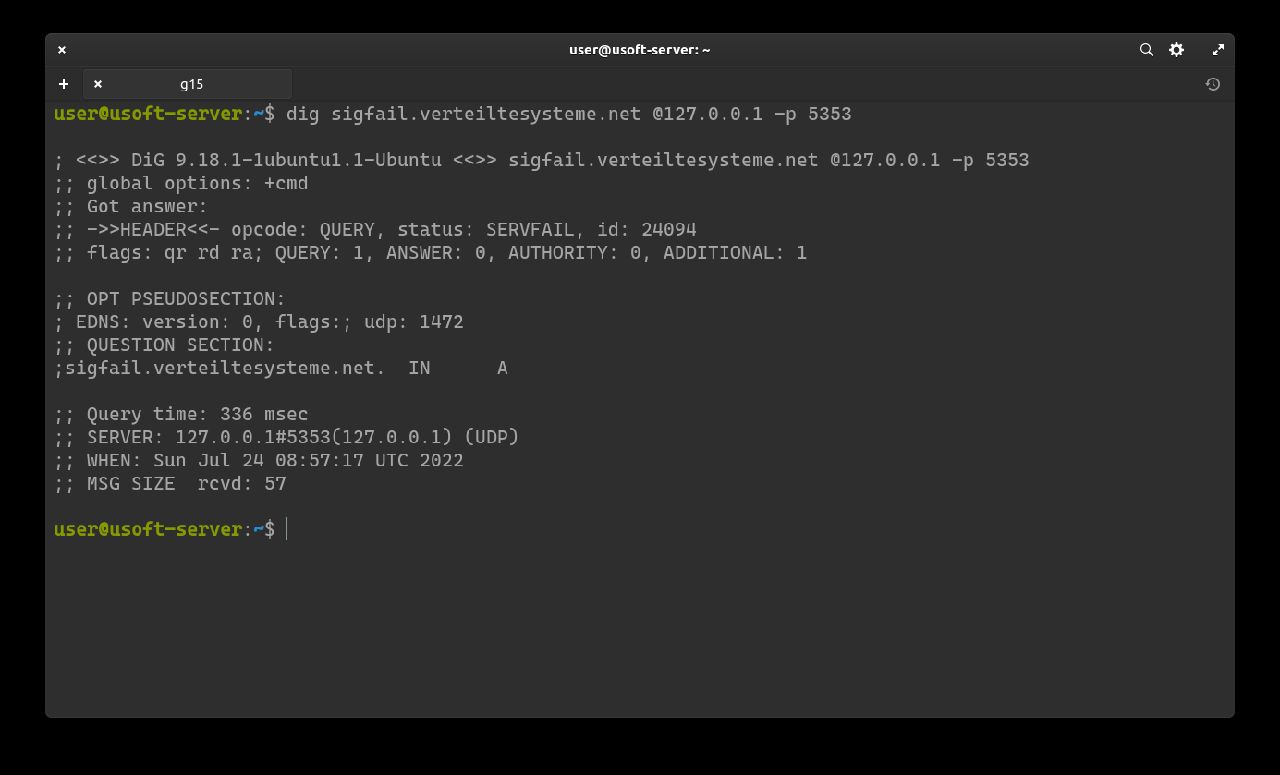 user@usoft-server: ~
g15
user@usoft-server:~$ dig sigfail.verteiltesysteme.net @127.0.0.1 -p 5353
; <<>> DiG 9.18.1-1ubuntu1.1-Ubuntu <<>> sigfail.verteiltesysteme.net @127.0.0.1 -p 5353
;; global options: +cmd
;; Got answer:
;; ->>HEADER<<- opcode: QUERY, status: SERVFAIL, id: 24094
;; flags: qr rd ra; QUERY: 1, ANSWER: 0, AUTHORITY: 0, ADDITIONAL: 1
;; OPT PSEUDOSECTION:
; EDNS: version: 0, flags:; udp: 1472
;; QUESTION SECTION:
;sigfail.verteiltesysteme.net.  IN      A
;; Query time: 336 msec
;; SERVER: 127.0.0.1#5353(127.0.0.1) (UDP)
;; WHEN: Sun Jul 24 08:57:17 UTC 2022
;; MSG SIZE  rcvd: 57
user@usoft-server:~$